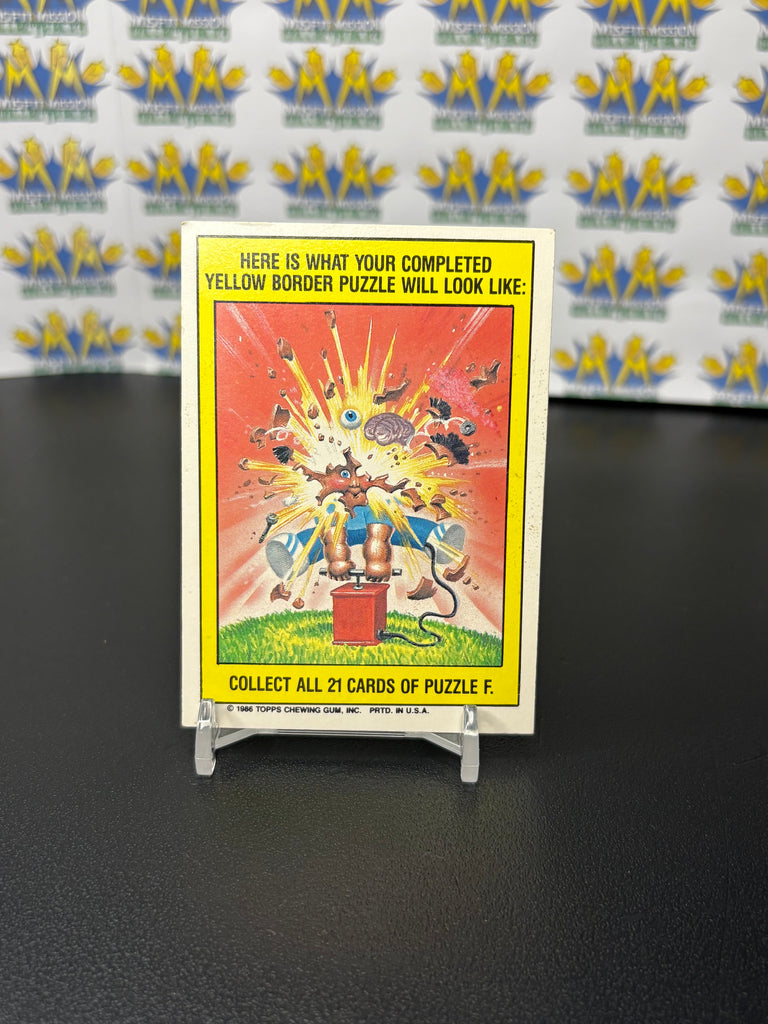 HERE IS WHAT YOUR COMPLETED
YELLOW BORDER PUZZLE WILL LOOK LIKE:
COLLECT ALL 21 CARDS OF PUZZLE F.
© 1986 TOPPS CHEWING GUM, INC. PRTD. IN U.S.A.